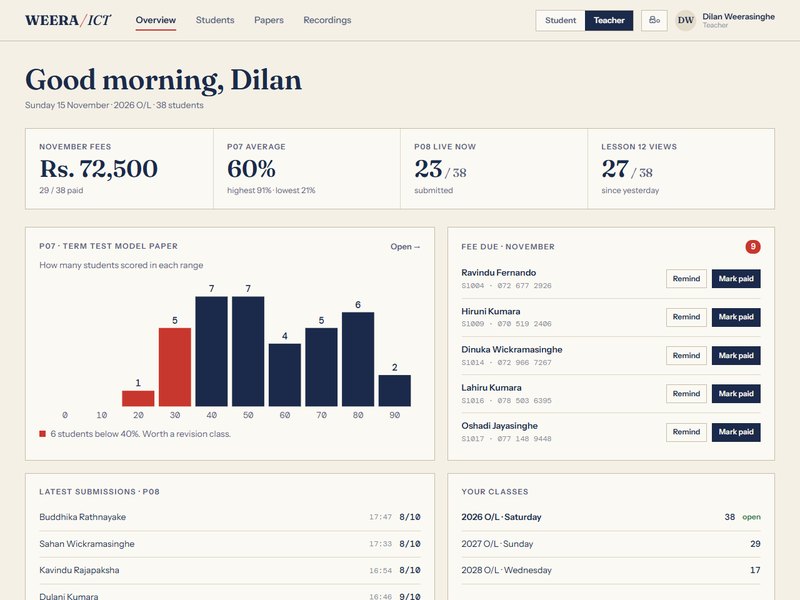 WEERA/ICT
Overview
Students
Papers
Recordings
Student
Teacher
DW
Dilan Weerasinghe
Teacher
Good morning, Dilan
Sunday 15 November · 2026 O/L · 38 students
NOVEMBER FEES
Rs. 72,500
29 / 38 paid
P07 AVERAGE
60%
highest 91% · lowest 21%
P08 LIVE NOW
23 / 38
submitted
LESSON 12 VIEWS
27 / 38
since yesterday
P07 · TERM TEST MODEL PAPER
Open →
How many students scored in each range
1 5 7 7 4 5 6 2
0 10 20 30 40 50 60 70 80 90
6 students below 40%. Worth a revision class.
FEE DUE · NOVEMBER
9
Ravindu Fernando
S1004 · 072 677 2926
Remind
Mark paid
Hiruni Kumara
S1009 · 070 519 2406
Remind
Mark paid
Dinuka Wickramasinghe
S1014 · 072 966 7267
Remind
Mark paid
Lahiru Kumara
S1016 · 078 503 6395
Remind
Mark paid
Oshadi Jayasinghe
S1017 · 077 148 9448
Remind
Mark paid
LATEST SUBMISSIONS · P08
Buddhika Rathnayake 17:47 8/10
Sahan Wickramasinghe 17:33 8/10
Kavindu Rajapaksha 16:54 8/10
Dulani Kumara 16:46 9/10
YOUR CLASSES
2026 O/L · Saturday 38 open
2027 O/L · Sunday 29
2028 O/L · Wednesday 17